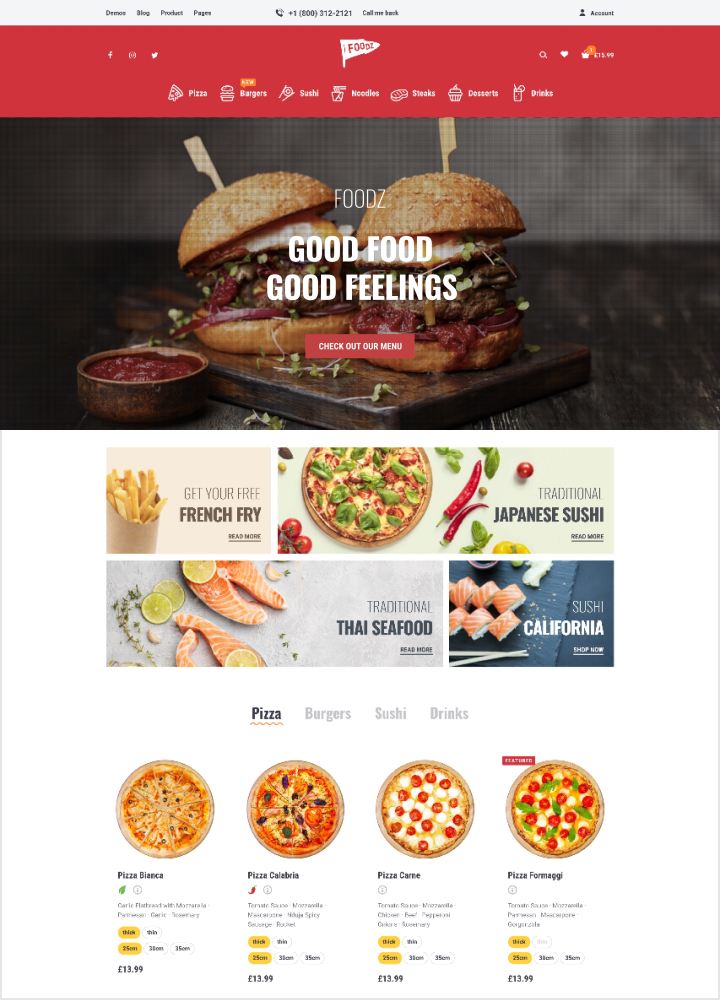 Demos Blog Product Pages +1 (800) 312-2121 Call me back Account
FOODZ
1
£15.99
NEW
Pizza Burgers Sushi Noodles Steaks Desserts Drinks
FOODZ
GOOD FOOD
GOOD FEELINGS
CHECK OUT OUR MENU
GET YOUR FREE
FRENCH FRY
READ MORE
TRADITIONAL
JAPANESE SUSHI
READ MORE
TRADITIONAL
THAI SEAFOOD
READ MORE
SUSHI
CALIFORNIA
SHOP NOW
Pizza Burgers Sushi Drinks
Pizza Bianca
Garlic Flatbread with Mozzarella ·
Parmesan · Garlic · Rosemary
thick thin
25cm 30cm 35cm
£13.99
Pizza Calabria
Tomato Sauce · Mozzarella ·
Mascarpone · Nduja Spicy
Sausage · Rocket
thick thin
25cm 30cm 35cm
£13.99
Pizza Carne
Tomato Sauce · Mozzarella ·
Chicken · Beef · Pepperoni ·
Onions · Rosemary
thick thin
25cm 30cm 35cm
£13.99
FEATURED
Pizza Formaggi
Tomato Sauce · Mozzarella ·
Parmesan · Mascarpone ·
Gorgonzola
thick thin
25cm 30cm 35cm
£13.99